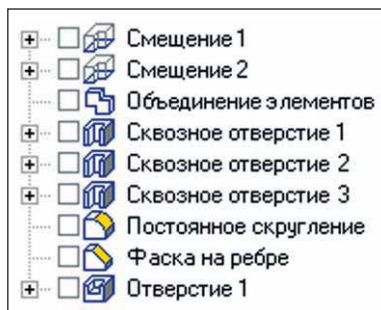 Смещение 1
Смещение 2
Объединение элементов
Сквозное отверстие 1
Сквозное отверстие 2
Сквозное отверстие 3
Постоянное скругление
Фаска на ребре
Отверстие 1